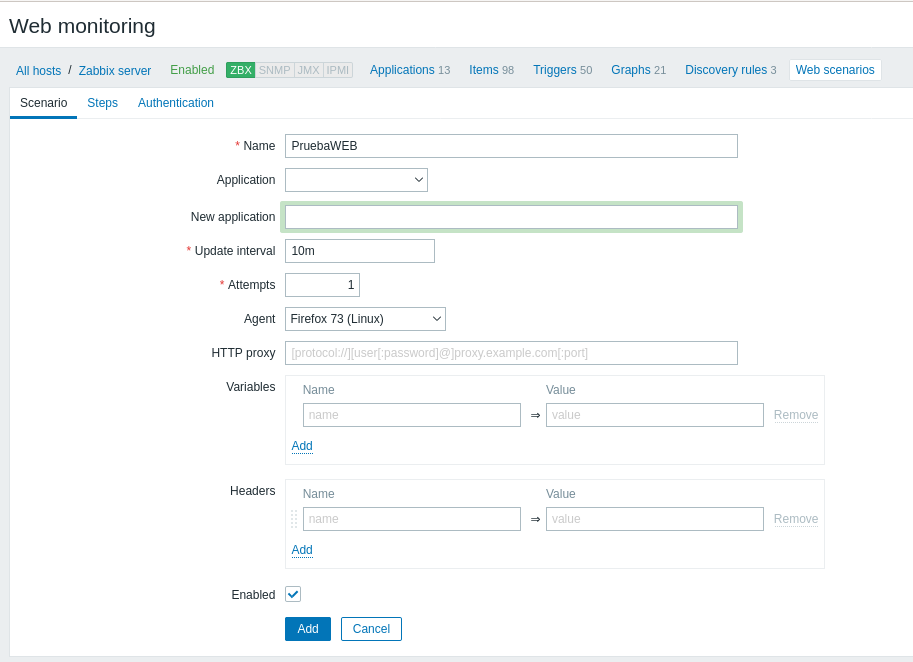 Web monitoring
All hosts / Zabbix server Enabled ZBX SNMP JMX IPMI Applications 13 Items 98 Triggers 50 Graphs 21 Discovery rules 3 Web scenarios
Scenario Steps Authentication
* Name PruebaWEB
Application
New application
* Update interval 10m
* Attempts 1
Agent Firefox 73 (Linux)
HTTP proxy [protocol://][user[:password]@]proxy.example.com[:port]
Variables Name Value
name ⇒ value Remove
Add
Headers Name Value
name ⇒ value Remove
Add
Enabled
Add Cancel